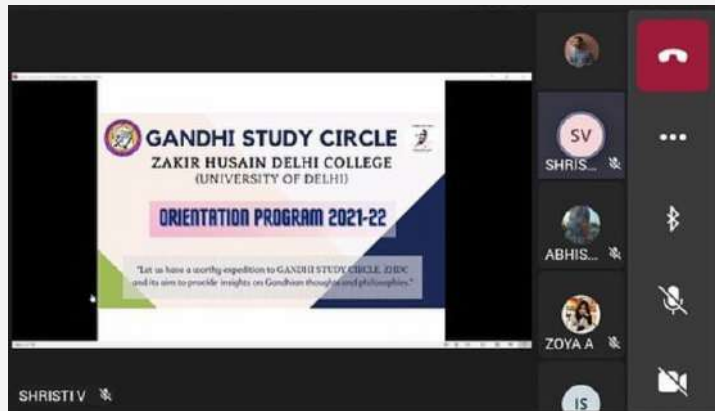 GANDHI STUDY CIRCLE
ZAKIR HUSAIN DELHI COLLEGE
(UNIVERSITY OF DELHI)
ORIENTATION PROGRAM 2021-22
"Let us have a worthy expedition to GANDHI STUDY CIRCLE, ZHDC
and its aim to provide insights on Gandhian thoughts and philosophies."
SHRISTI V
SV
SHRIS...
ABHIS...
ZOYA A
IS